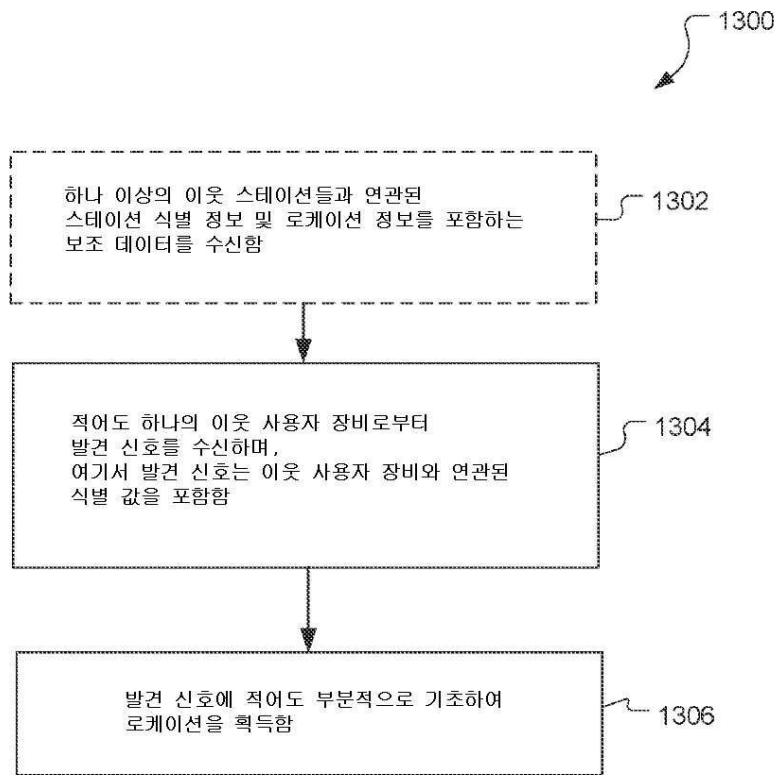 1300
하나 이상의 이웃 스테이션들과 연관된
스테이션 식별 정보 및 로케이션 정보를 포함하는
보조 데이터를 수신함
1302
적어도 하나의 이웃 사용자 장비로부터
발견 신호를 수신하며,
여기서 발견 신호는 이웃 사용자 장비와 연관된
식별 값을 포함함
1304
발견 신호에 적어도 부분적으로 기초하여
로케이션을 획득함
1306